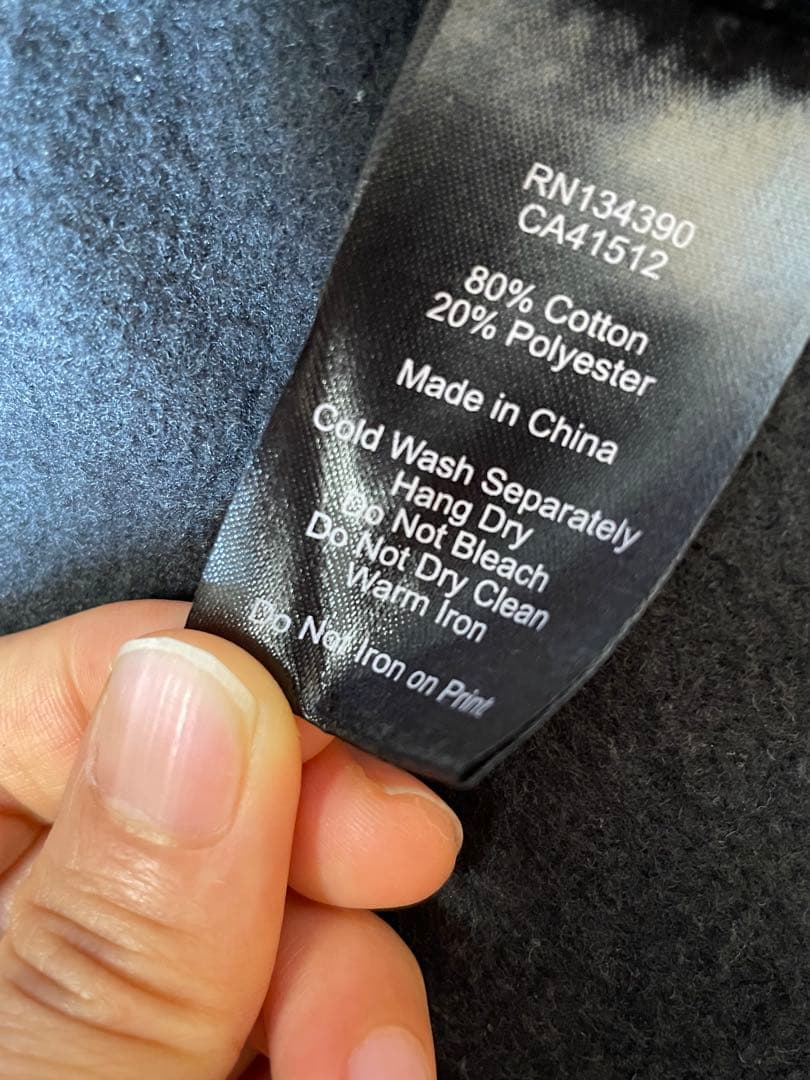 RN134390
CA41512
80% Cotton
20% Polyester
Made in China
Cold Wash Separately
Hang Dry
Do Not Bleach
Do Not Dry Clean
Warm Iron
Do Not Iron on Print